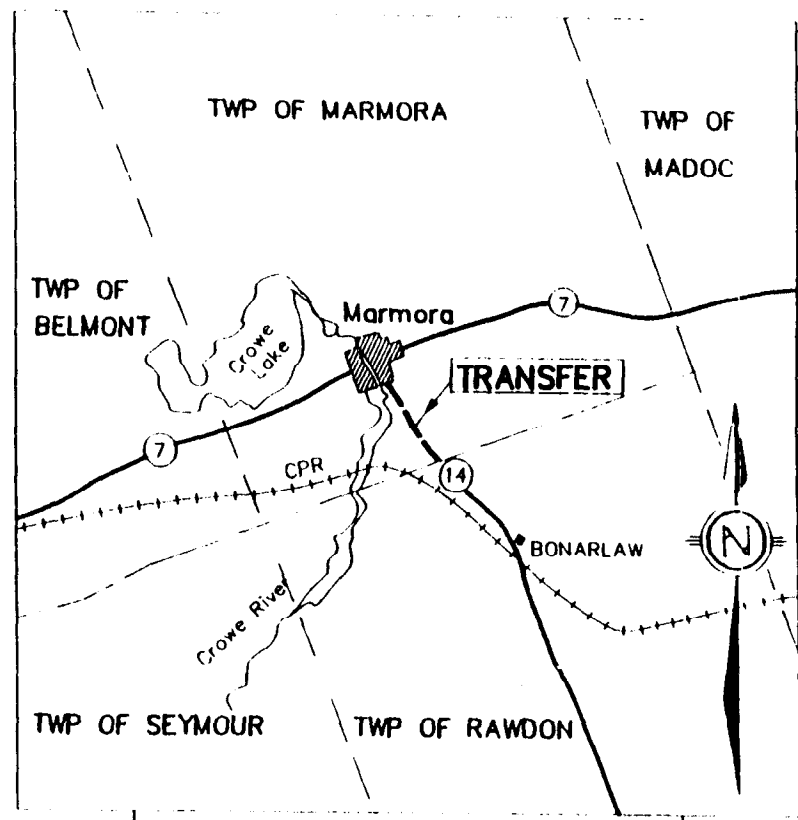 TWP OF MARMORA
TWP OF
MADOC
TWP OF
BELMONT
Crowe
Lake
Marmora
7
TRANSFER
7
CPR
14
N
BONARLAW
Crowe River
TWP OF SEYMOUR
TWP OF RAWDON